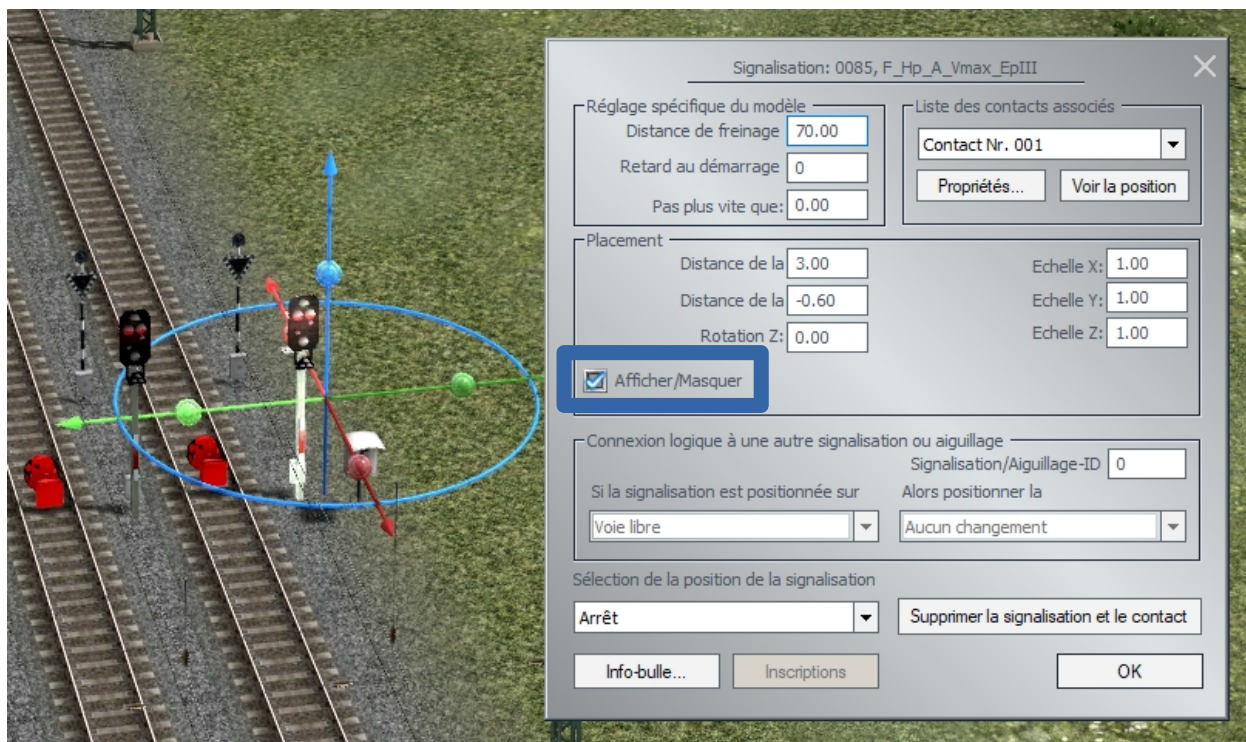 Signalisation: 0085, F_Hp_A_Vmax_EpIII
Réglage spécifique du modèle
Distance de freinage 70.00
Retard au démarrage 0
Pas plus vite que: 0.00
Liste des contacts associés
Contact Nr. 001
Propriétés... Voir la position
Placement
Distance de la 3.00 Echelle X: 1.00
Distance de la -0.60 Echelle Y: 1.00
Rotation Z: 0.00 Echelle Z: 1.00
Afficher/Masquer
Connexion logique à une autre signalisation ou aiguillage
Signalisation/Aiguillage-ID 0
Si la signalisation est positionnée sur Alors positionner la
Voie libre Aucun changement
Sélection de la position de la signalisation
Arrêt Supprimer la signalisation et le contact
Info-bulle... Inscriptions OK